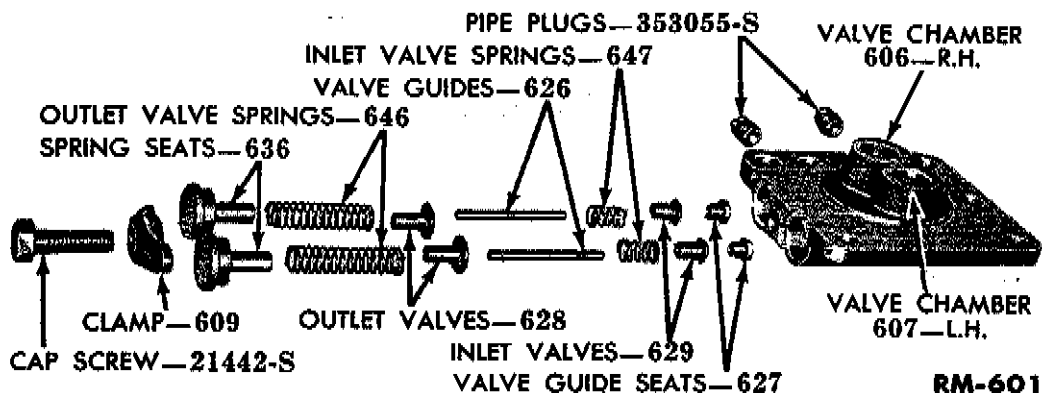 PIPE PLUGS—353055-S
VALVE CHAMBER
606—R.H.
INLET VALVE SPRINGS—647
VALVE GUIDES—626
OUTLET VALVE SPRINGS—646
SPRING SEATS—636
CLAMP—609
OUTLET VALVES—628
VALVE CHAMBER
607—L.H.
CAP SCREW—21442-S
INLET VALVES—629
VALVE GUIDE SEATS—627
RM-601